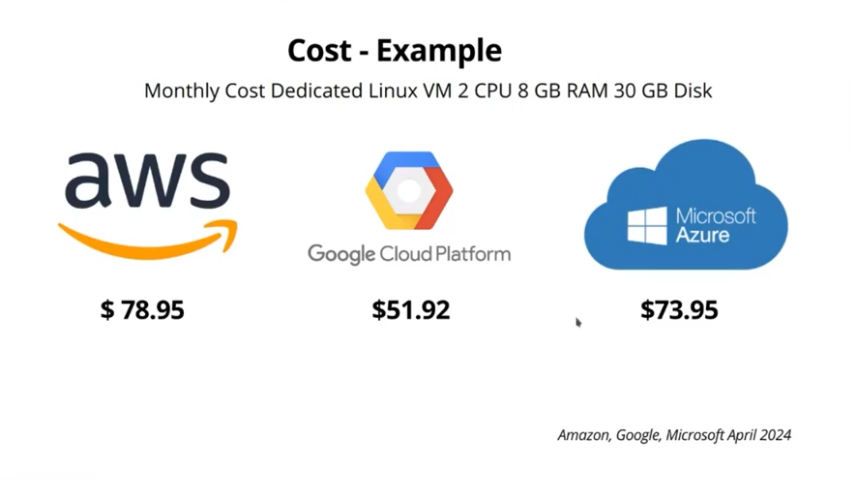 Cost - Example
Monthly Cost Dedicated Linux VM 2 CPU 8 GB RAM 30 GB Disk
aws
Google Cloud Platform
Microsoft
Azure
$ 78.95
$51.92
$73.95
Amazon, Google, Microsoft April 2024